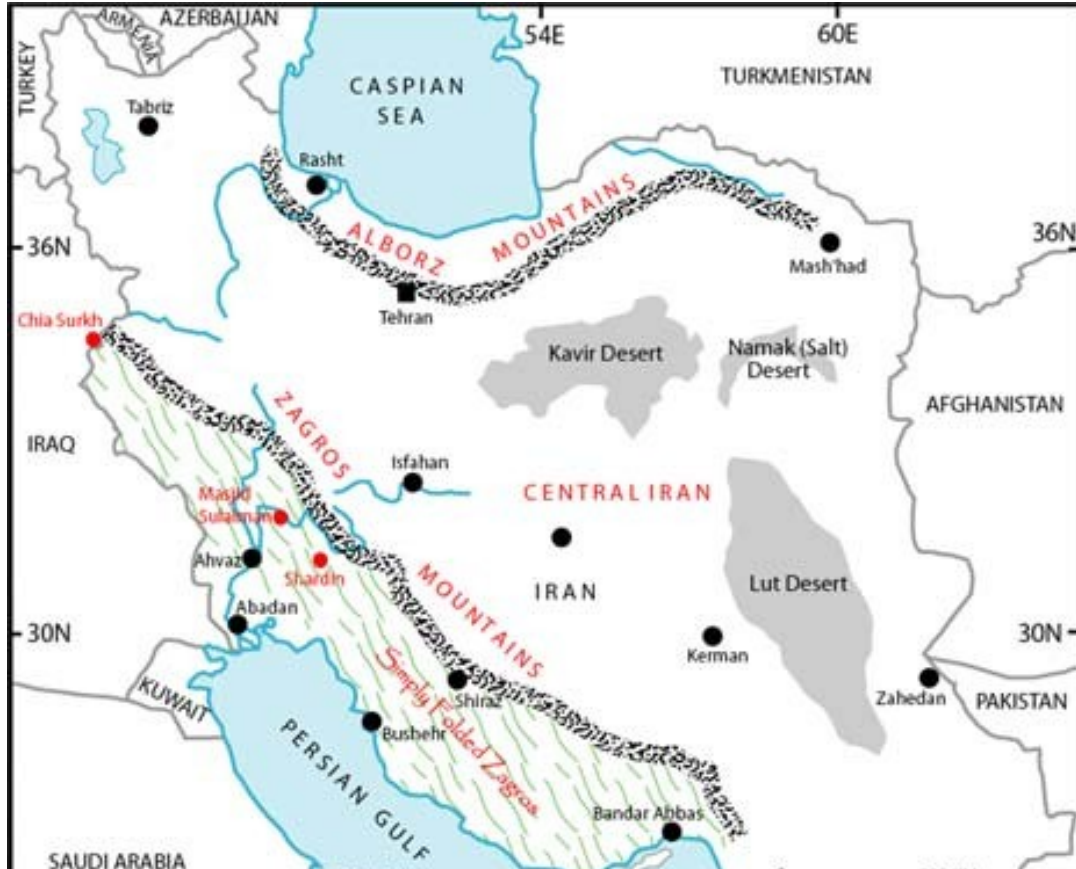 54E
60E
AZERBAIJAN
ARMENIA
TURKEY
CASPIAN
SEA
TURKMENISTAN
Tabriz
Rasht
ALBORZ
MOUNTAINS
36N
36N
Mash'had
Tehran
Chia Surkh
Kavir Desert
Namak (Salt)
Desert
AFGHANISTAN
IRAQ
ZAGROS
MOUNTAINS
Isfahan
CENTRAL IRAN
Masjid
Sulaiman
Ahvaz
Shardin
IRAN
Lut Desert
Abadan
30N
30N
Kerman
Zahedan
PAKISTAN
KUWAIT
Simply Folded Zagros
Shiraz
Bushehr
PERSIAN GULF
Bandar Abbas
SAUDI ARABIA